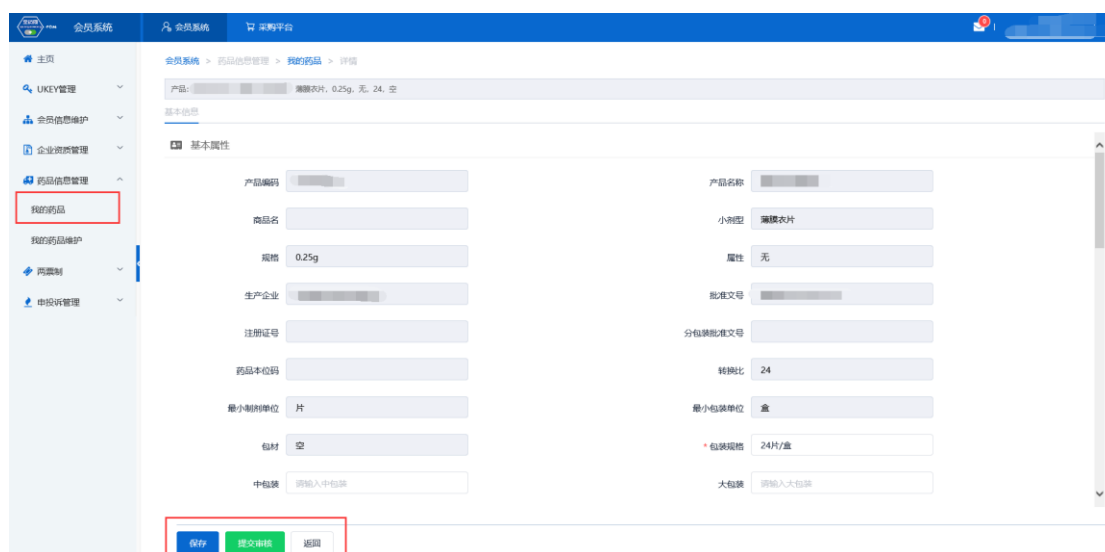 会员系统
会员系统
采购平台
主页
会员系统 > 药品信息管理 > 我的药品 > 详情
UKEY管理
产品:
薄膜衣片, 0.25g, 无, 24, 空
会员信息维护
基本信息
企业资质管理
基本属性
药品信息管理
产品编码
产品名称
我的药品
商品名
小剂型 薄膜衣片
我的药品维护
规格 0.25g
属性 无
两票制
生产企业
批准文号
申投诉管理
注册证号
分包装批准文号
药品本位码
转换比 24
最小制剂单位 片
最小包装单位 盒
包材 空
* 包装规格 24片/盒
中包装 请输入中包装
大包装 请输入大包装
保存 提交审核 返回